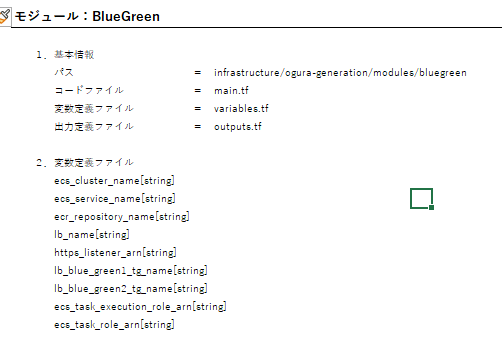 モジュール：BlueGreen
1．基本情報
パス = infrastructure/ogura-generation/modules/bluegreen
コードファイル = main.tf
変数定義ファイル = variables.tf
出力定義ファイル = outputs.tf
2．変数定義ファイル
ecs_cluster_name[string]
ecs_service_name[string]
ecr_repository_name[string]
lb_name[string]
https_listener_arn[string]
lb_blue_green1_tg_name[string]
lb_blue_green2_tg_name[string]
ecs_task_execution_role_arn[string]
ecs_task_role_arn[string]